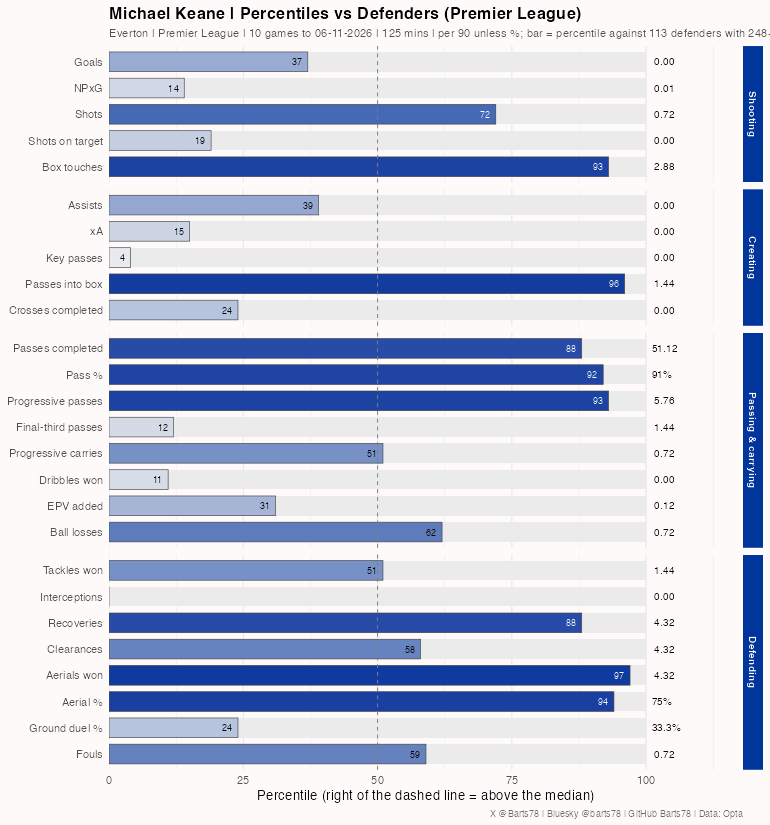 Michael Keane | Percentiles vs Defenders (Premier League)
Everton | Premier League | 10 games to 06-11-2026 | 125 mins | per 90 unless %; bar = percentile against 113 defenders with 248-
Goals 37 0.00
NPxG 14 0.01
Shots 72 0.72
Shots on target 19 0.00
Box touches 93 2.88
Shooting
Assists 39 0.00
xA 15 0.00
Key passes 4 0.00
Passes into box 96 1.44
Crosses completed 24 0.00
Creating
Passes completed 88 51.12
Pass % 92 91%
Progressive passes 93 5.76
Final-third passes 12 1.44
Progressive carries 51 0.72
Dribbles won 11 0.00
EPV added 31 0.12
Ball losses 62 0.72
Passing & carrying
Tackles won 51 1.44
Interceptions 0.00
Recoveries 88 4.32
Clearances 58 4.32
Aerials won 97 4.32
Aerial % 94 75%
Ground duel % 24 33.3%
Fouls 59 0.72
Defending
0 25 50 75 100
Percentile (right of the dashed line = above the median)
X @Barts78 | Bluesky @barts78 | GitHub Barts78 | Data: Opta